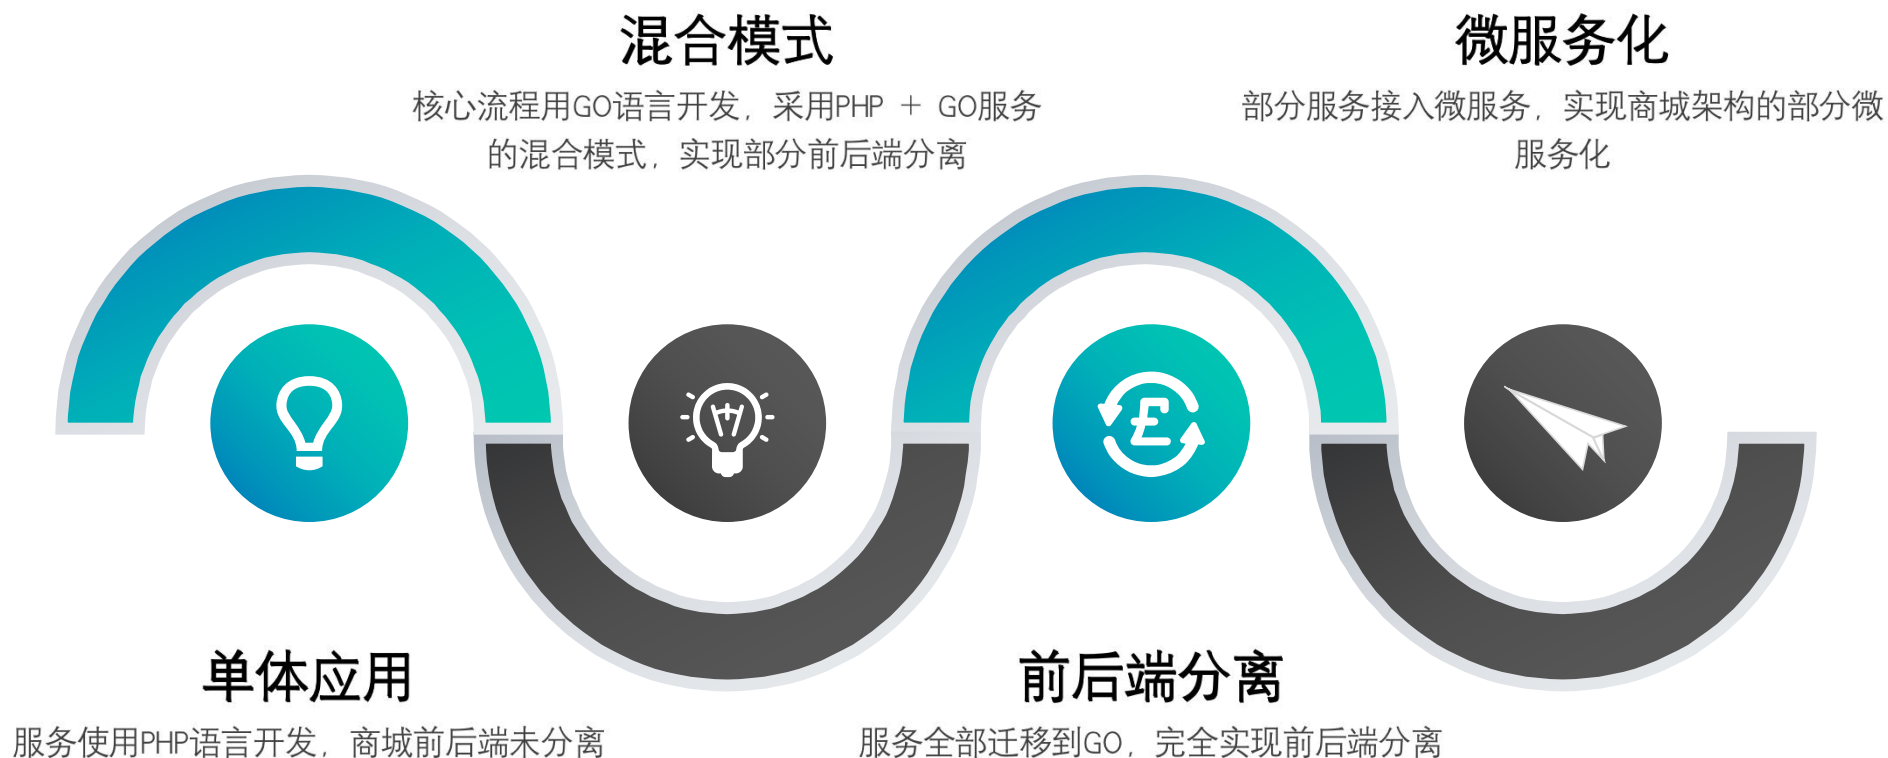 混合模式
核心流程用GO语言开发，采用PHP + GO服务
的混合模式，实现部分前后端分离
微服务化
部分服务接入微服务，实现商城架构的部分微
服务化
£
单体应用
服务使用PHP语言开发，商城前后端未分离
前后端分离
服务全部迁移到GO，完全实现前后端分离